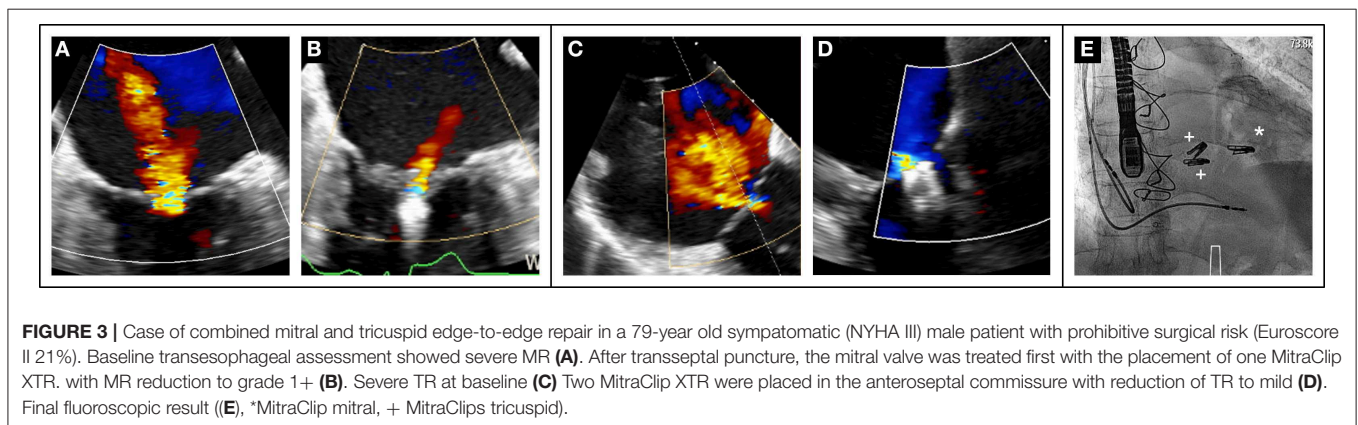 A
B
C
D
E
73.8k
W
+
*
+
FIGURE 3 | Case of combined mitral and tricuspid edge-to-edge repair in a 79-year old sympatomatic (NYHA III) male patient with prohibitive surgical risk (Euroscore
II 21%). Baseline transesophageal assessment showed severe MR (A). After transseptal puncture, the mitral valve was treated first with the placement of one MitraClip
XTR. with MR reduction to grade 1+ (B). Severe TR at baseline (C) Two MitraClip XTR were placed in the anteroseptal commissure with reduction of TR to mild (D).
Final fluoroscopic result ((E), *MitraClip mitral, + MitraClips tricuspid).